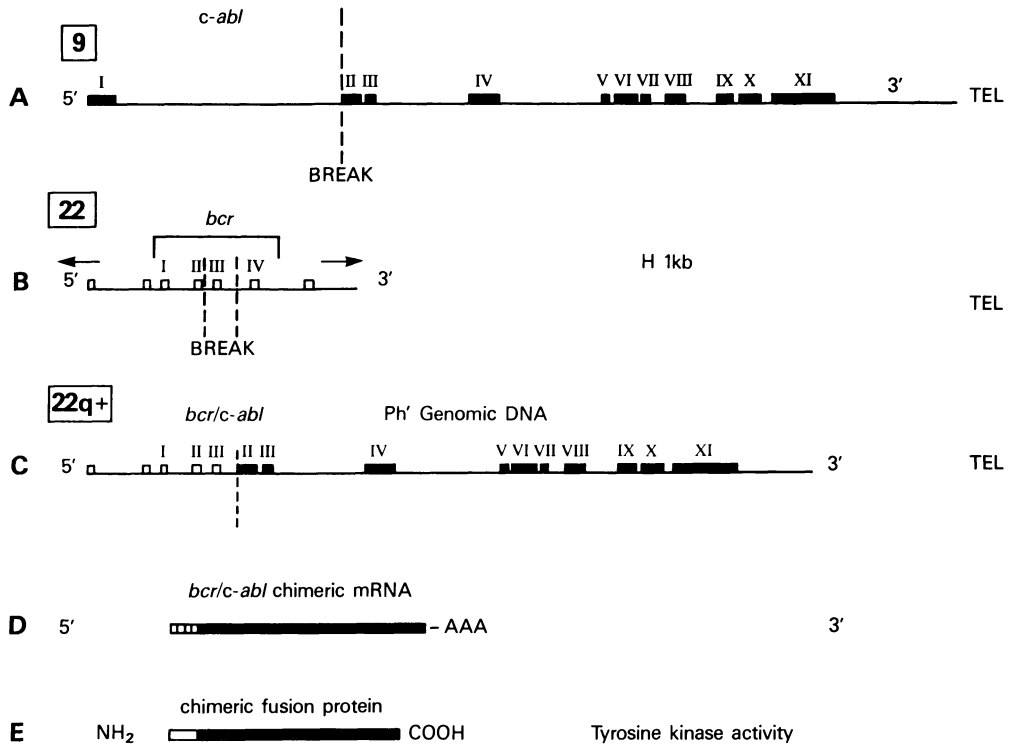 c-abl
9
I II III IV V VI VII VIII IX X XI
A 5' 3' TEL
BREAK
22
bcr
I II III IV
B 5' 3' H 1kb
TEL
BREAK
22q+
bcr/c-abl Ph' Genomic DNA
I II III II III IV V VI VII VIII IX X XI
C 5' 3' TEL
bcr/c-abl chimeric mRNA
D 5' – AAA 3'
chimeric fusion protein
E NH₂ COOH Tyrosine kinase activity